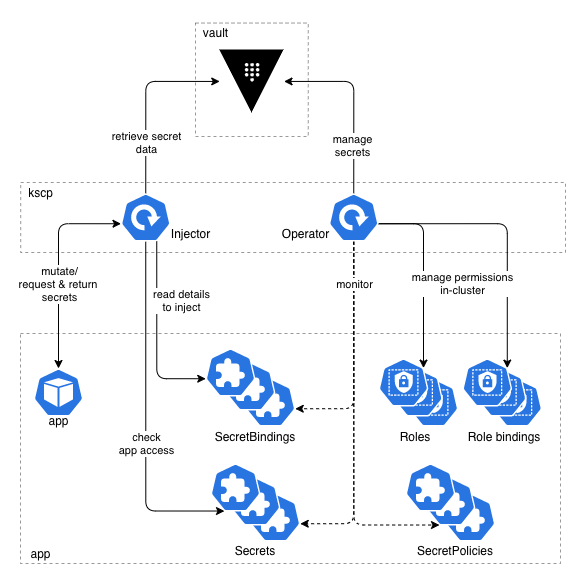 vault
retrieve secret
data
manage
secrets
kscp
Injector
Operator
mutate/
request & return
secrets
read details
to inject
monitor
manage permissions
in-cluster
app
SecretBindings
Roles
Role bindings
check
app access
Secrets
SecretPolicies
app